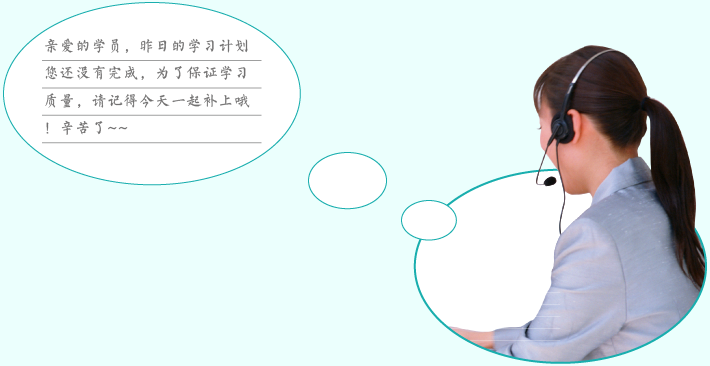 亲爱的学员，昨日的学习计划
您还没有完成，为了保证学习
质量，请记得今天一起补上哦
！辛苦了~~